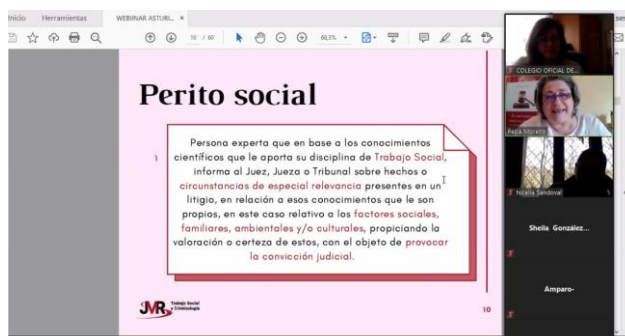 Inicio Herramientas WEBINAR ASTURI... ×
10 / 60 66,5%
Perito social
Persona experta que en base a los conocimientos
científicos que le aporta su disciplina de Trabajo Social,
informa al Juez, Jueza o Tribunal sobre hechos o
circunstancias de especial relevancia presentes en un
litigio, en relación a esos conocimientos que le son
propios, en este caso relativo a los factores sociales,
familiares, ambientales y/o culturales, propiciando la
valoración o certeza de estos, con el objeto de provocar
la convicción judicial.
JMR Trabajo Social
y Criminología
10
COLEGIO OFICIAL DE...
Pepa Moreno
Noelia Sandoval
Sheila González...
Amparo-